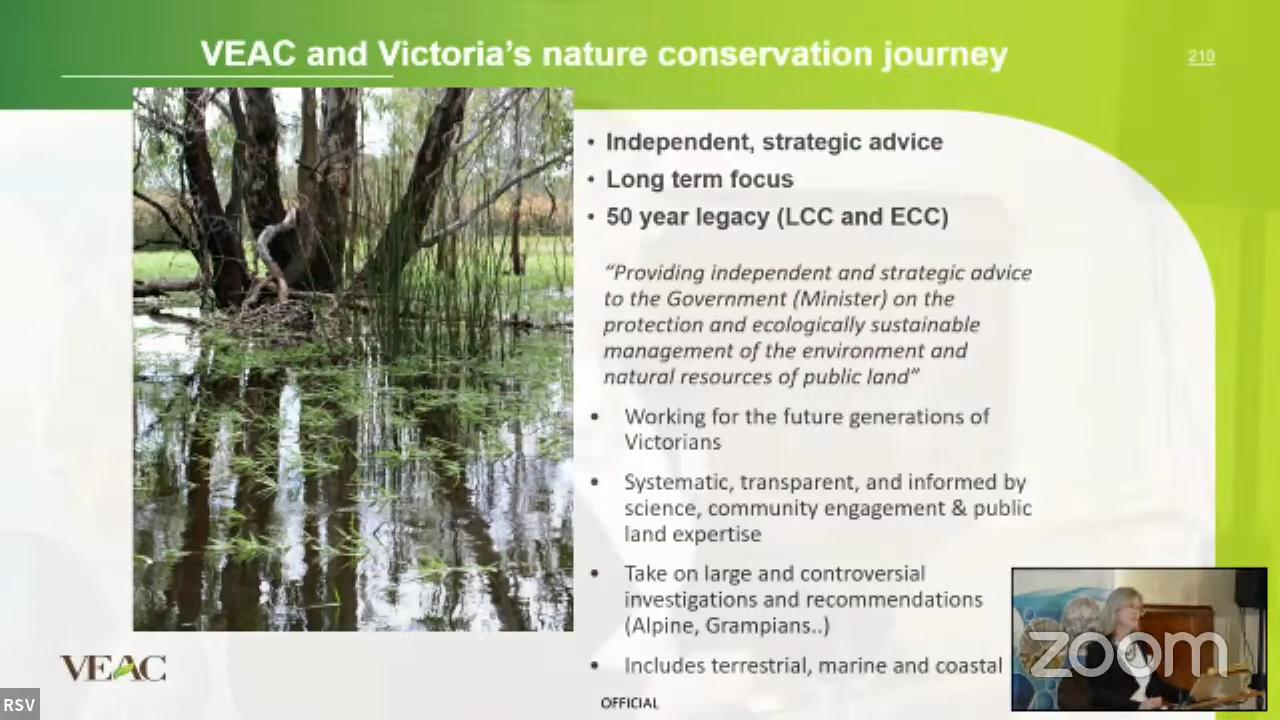 VEAC and Victoria’s nature conservation journey
210
• Independent, strategic advice
• Long term focus
• 50 year legacy (LCC and ECC)
“Providing independent and strategic advice
to the Government (Minister) on the
protection and ecologically sustainable
management of the environment and
natural resources of public land”
• Working for the future generations of
Victorians
• Systematic, transparent, and informed by
science, community engagement & public
land expertise
• Take on large and controversial
investigations and recommendations
(Alpine, Grampians..)
• Includes terrestrial, marine and coastal
zoom
VEAC
RSV
OFFICIAL